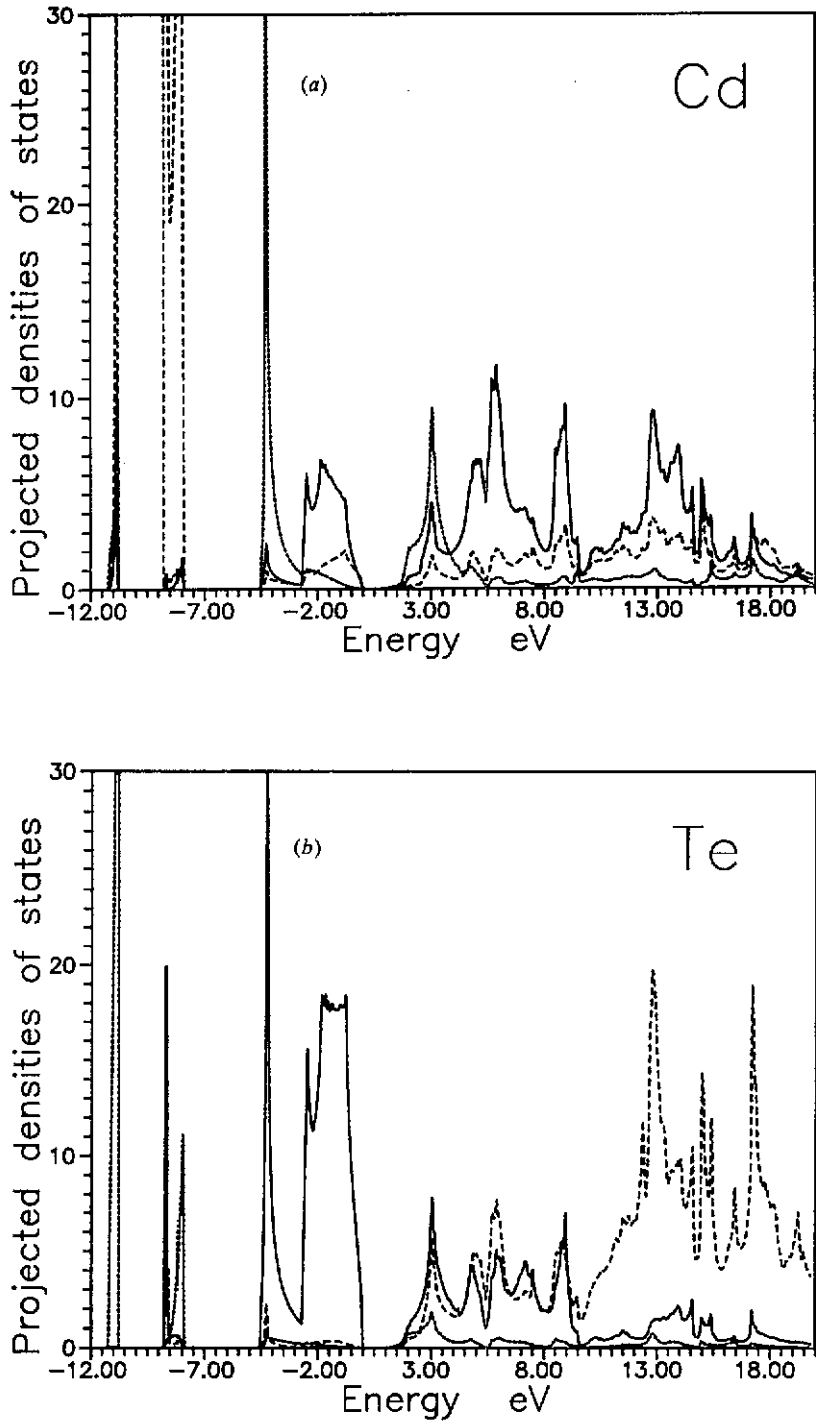 30
(a)
Cd
20
10
0
Projected densities of states
−12.00 −7.00 −2.00 3.00 8.00 13.00 18.00
Energy eV
30
(b)
Te
20
10
0
Projected densities of states
−12.00 −7.00 −2.00 3.00 8.00 13.00 18.00
Energy eV